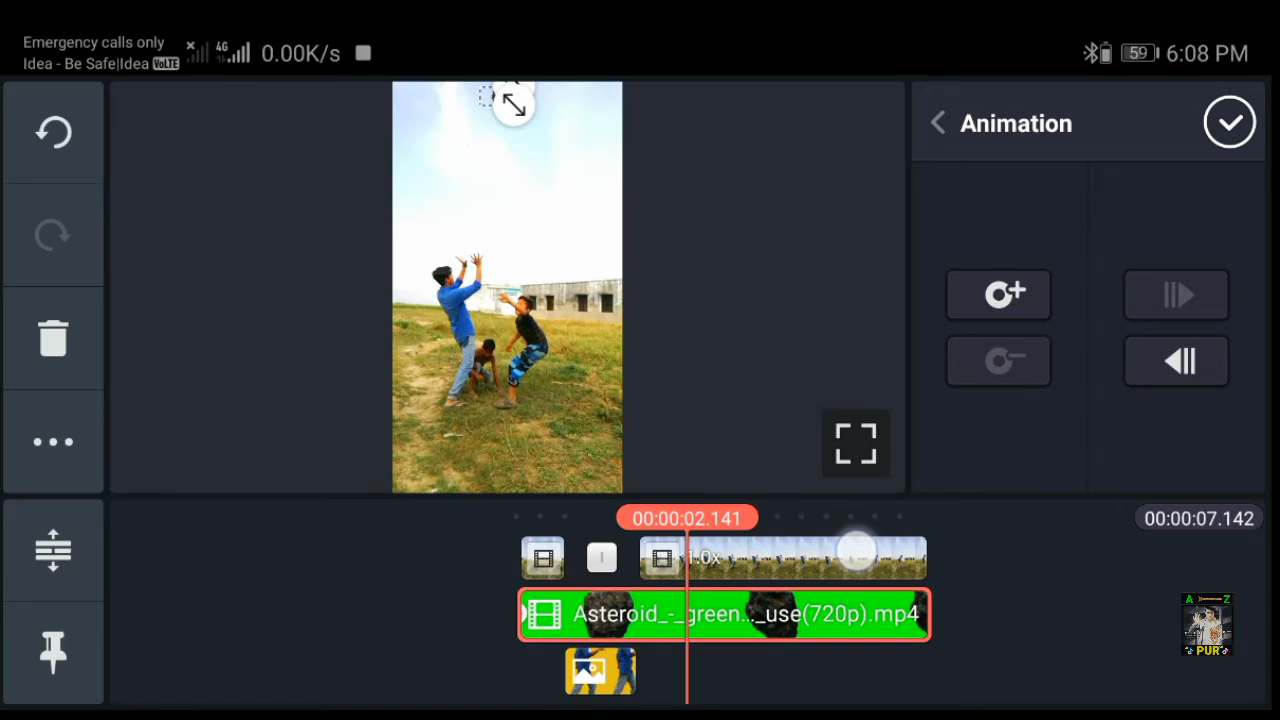 Emergency calls only
Idea - Be Safe|Idea VoLTE
4G
0.00K/s
59
6:08 PM
Animation
00:00:02.141
00:00:07.142
1.0x
Asteroid_-_green..._use(720p).mp4
A Z
PUR